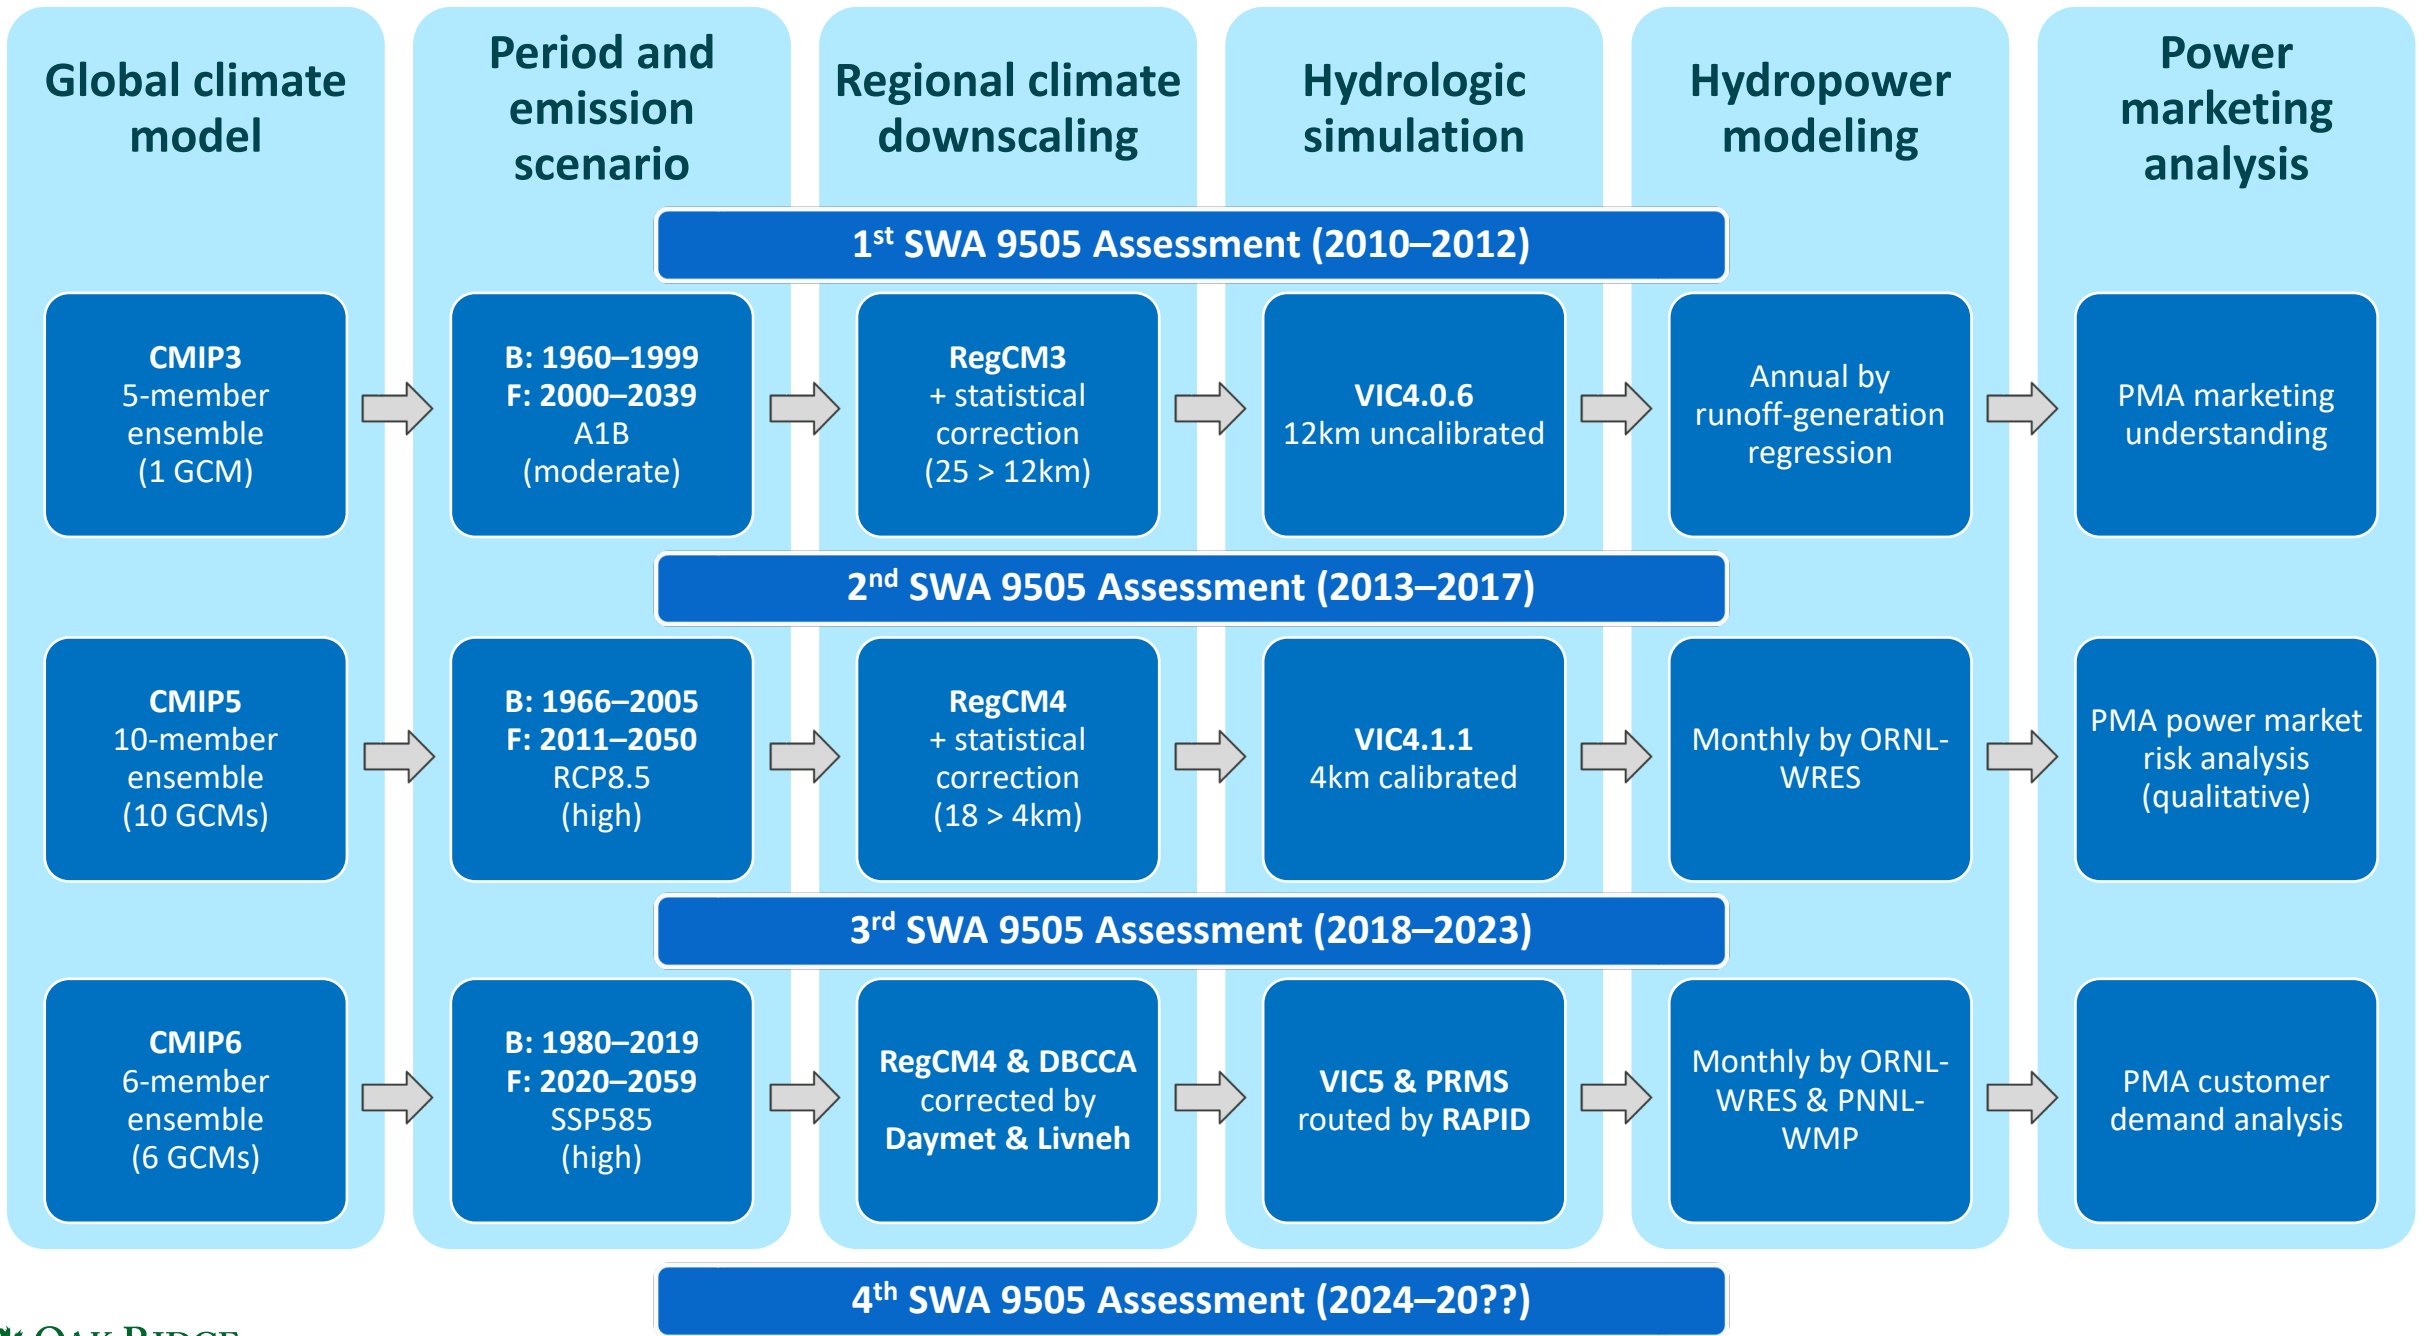 Global climate
model
Period and
emission
scenario
Regional climate
downscaling
Hydrologic
simulation
Hydropower
modeling
Power
marketing
analysis
1st SWA 9505 Assessment (2010–2012)
CMIP3
5-member
ensemble
(1 GCM)
B: 1960–1999
F: 2000–2039
A1B
(moderate)
RegCM3
+ statistical
correction
(25 > 12km)
VIC4.0.6
12km uncalibrated
Annual by
runoff-generation
regression
PMA marketing
understanding
2nd SWA 9505 Assessment (2013–2017)
CMIP5
10-member
ensemble
(10 GCMs)
B: 1966–2005
F: 2011–2050
RCP8.5
(high)
RegCM4
+ statistical
correction
(18 > 4km)
VIC4.1.1
4km calibrated
Monthly by ORNL-
WRES
PMA power market
risk analysis
(qualitative)
3rd SWA 9505 Assessment (2018–2023)
CMIP6
6-member
ensemble
(6 GCMs)
B: 1980–2019
F: 2020–2059
SSP585
(high)
RegCM4 & DBCCA
corrected by
Daymet & Livneh
VIC5 & PRMS
routed by RAPID
Monthly by ORNL-
WRES & PNNL-
WMP
PMA customer
demand analysis
4th SWA 9505 Assessment (2024–20??)
OAK RIDGE